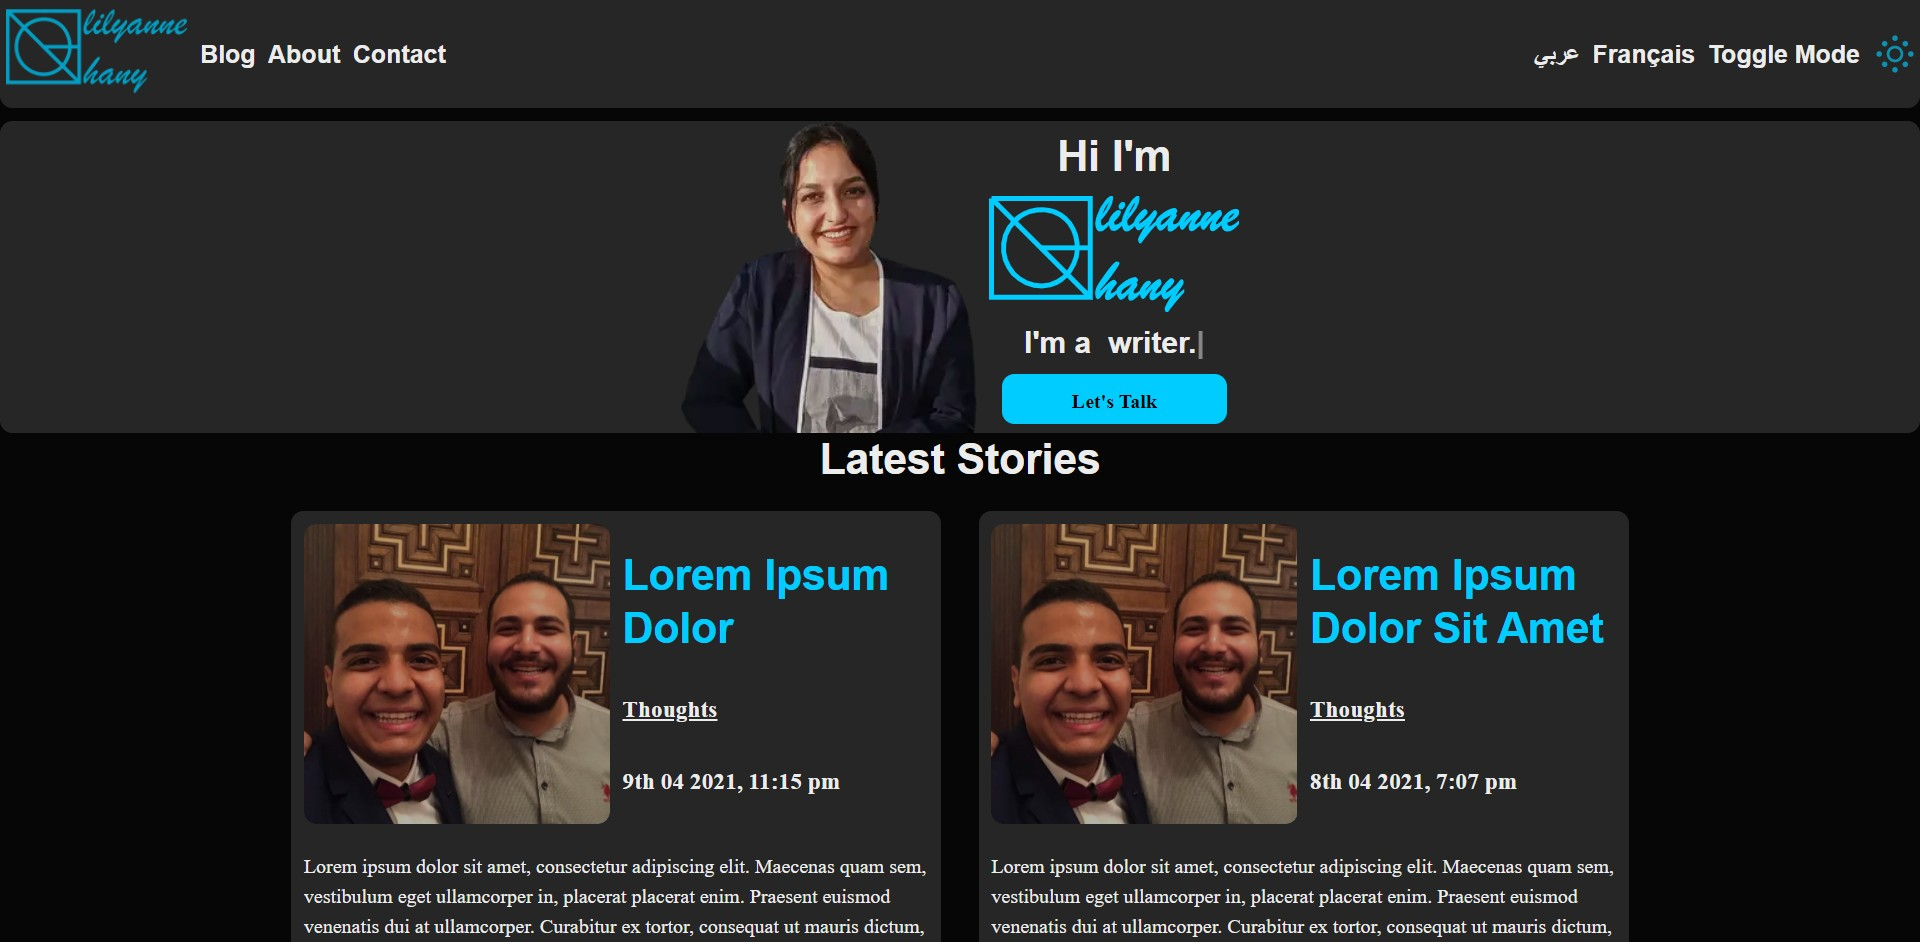 lilyanne
hany
Blog About Contact
عربي Français Toggle Mode
Hi I'm
lilyanne
hany
I'm a writer.|
Let's Talk
Latest Stories
Lorem Ipsum
Dolor
Thoughts
9th 04 2021, 11:15 pm
Lorem ipsum dolor sit amet, consectetur adipiscing elit. Maecenas quam sem,
vestibulum eget ullamcorper in, placerat placerat enim. Praesent euismod
venenatis dui at ullamcorper. Curabitur ex tortor, consequat ut mauris dictum,
Lorem Ipsum
Dolor Sit Amet
Thoughts
8th 04 2021, 7:07 pm
Lorem ipsum dolor sit amet, consectetur adipiscing elit. Maecenas quam sem,
vestibulum eget ullamcorper in, placerat placerat enim. Praesent euismod
venenatis dui at ullamcorper. Curabitur ex tortor, consequat ut mauris dictum,